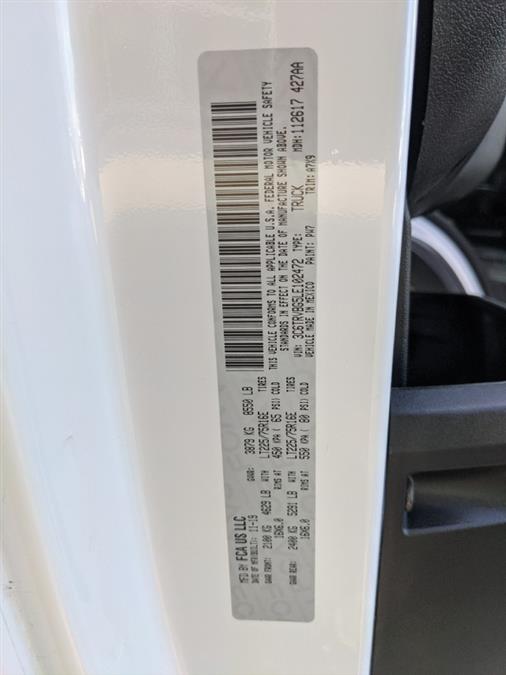 MFD BY FCA US LLC
DATE OF MFR/BUILT: 11-19 GVWR: 3879 KG 8550 LB
GAWR FRONT: 2100 KG 4629 LB WITH LT225/75R16E TIRES
16X6.0 RIMS AT 450 KPA ( 65 PSI) COLD
GAWR REAR: 2400 KG 5291 LB WITH LT225/75R16E TIRES
16X6.0 RIMS AT 550 KPA ( 80 PSI) COLD
THIS VEHICLE CONFORMS TO ALL APPLICABLE U.S.A. FEDERAL MOTOR VEHICLE SAFETY
STANDARDS IN EFFECT ON THE DATE OF MANUFACTURE SHOWN ABOVE.
VIN: 3C6TRVBG5LE102472 TYPE: TRUCK MDH: 112617 427AA
VEHICLE MADE IN MEXICO PAINT: PW7 TRIM: A7X9